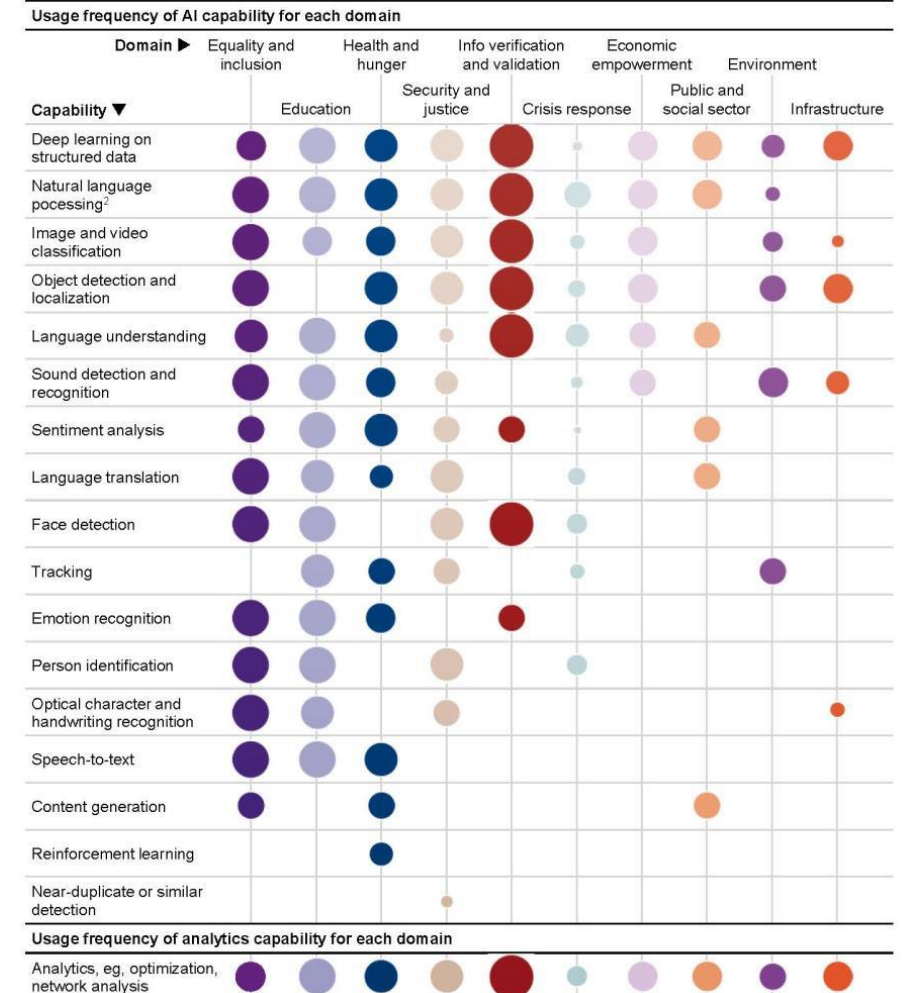 Usage frequency of AI capability for each domain
Domain ▶ Equality and inclusion
Education
Health and hunger
Security and justice
Info verification and validation
Crisis response
Economic empowerment
Public and social sector
Environment
Infrastructure
Capability ▼
Deep learning on
structured data
Natural language
pocessing2
Image and video
classification
Object detection and
localization
Language understanding
Sound detection and
recognition
Sentiment analysis
Language translation
Face detection
Tracking
Emotion recognition
Person identification
Optical character and
handwriting recognition
Speech-to-text
Content generation
Reinforcement learning
Near-duplicate or similar
detection
Usage frequency of analytics capability for each domain
Analytics, eg, optimization,
network analysis